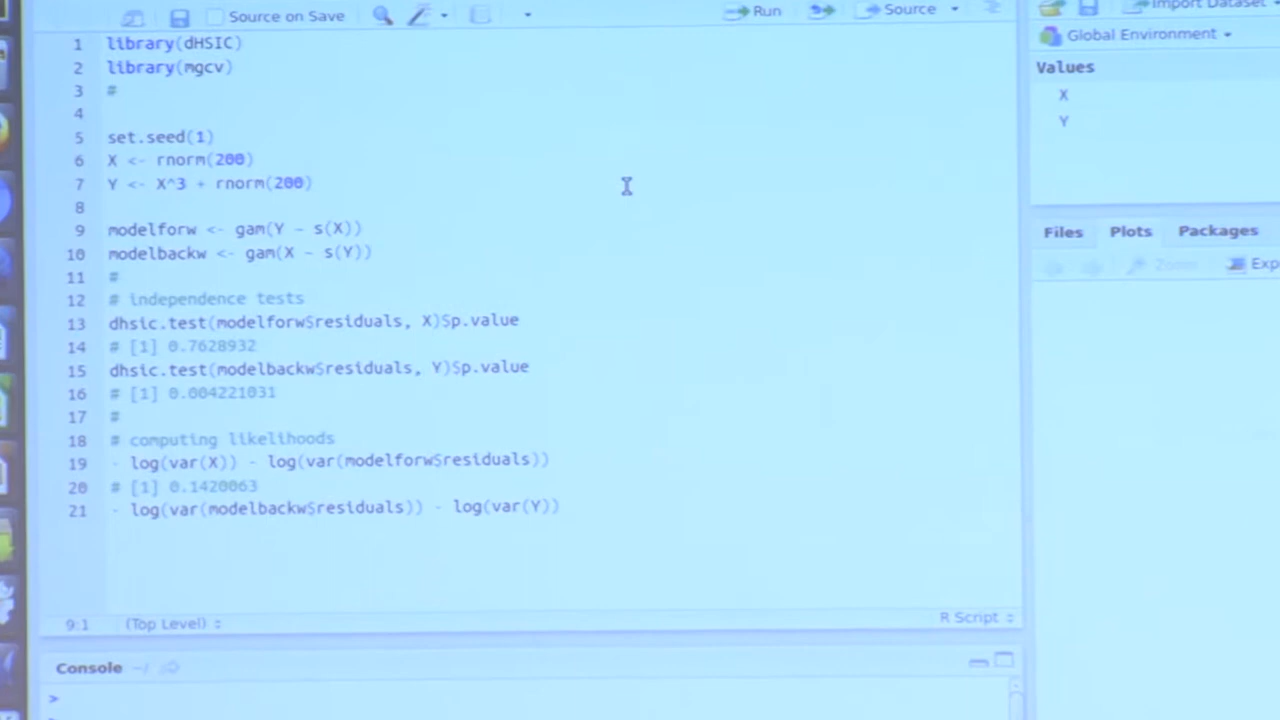 Source on Save
Run
Source
Import Dataset
1 library(dHSIC)
2 library(mgcv)
3 #
4
5 set.seed(1)
6 X <- rnorm(200)
7 Y <- X^3 + rnorm(200)
8
9 modelforw <- gam(Y ~ s(X))
10 modelbackw <- gam(X ~ s(Y))
11 #
12 # independence tests
13 dhsic.test(modelforw$residuals, X)$p.value
14 # [1] 0.7628932
15 dhsic.test(modelbackw$residuals, Y)$p.value
16 # [1] 0.004221031
17 #
18 # computing likelihoods
19 - log(var(X)) - log(var(modelforw$residuals))
20 # [1] 0.1420063
21 - log(var(modelbackw$residuals)) - log(var(Y))
9:1 (Top Level)
R Script
Console ~/
>
Global Environment
Values
X
Y
Files Plots Packages
Zoom Exp